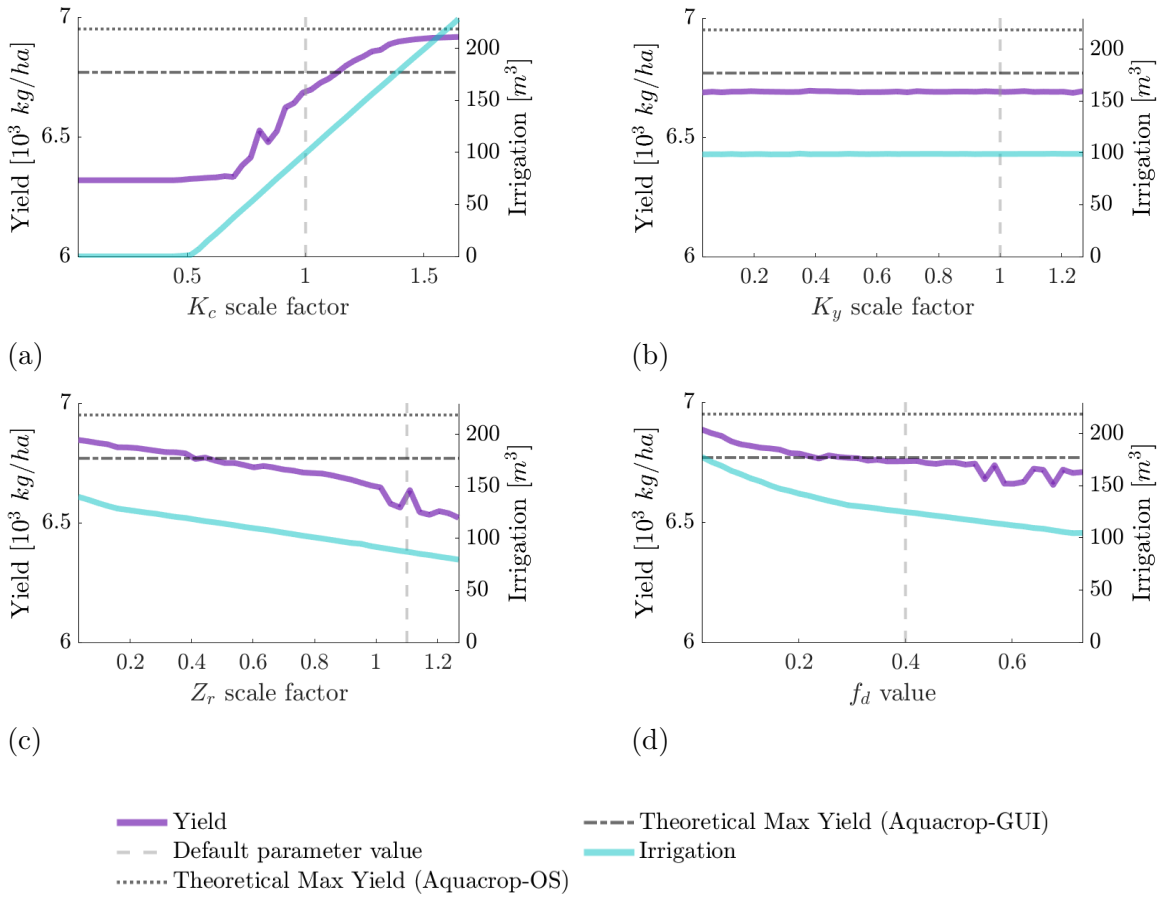 7
6.5
6
Yield [10³ kg/ha]
200
150
100
50
0
Irrigation [m³]
0.5 1 1.5
K_c scale factor
(a)
7
6.5
6
Yield [10³ kg/ha]
200
150
100
50
0
Irrigation [m³]
0.2 0.4 0.6 0.8 1 1.2
K_y scale factor
(b)
7
6.5
6
Yield [10³ kg/ha]
200
150
100
50
0
Irrigation [m³]
0.2 0.4 0.6 0.8 1 1.2
Z_r scale factor
(c)
7
6.5
6
Yield [10³ kg/ha]
200
150
100
50
0
Irrigation [m³]
0.2 0.4 0.6
f_d value
(d)
Yield
Default parameter value
Theoretical Max Yield (Aquacrop-OS)
Theoretical Max Yield (Aquacrop-GUI)
Irrigation